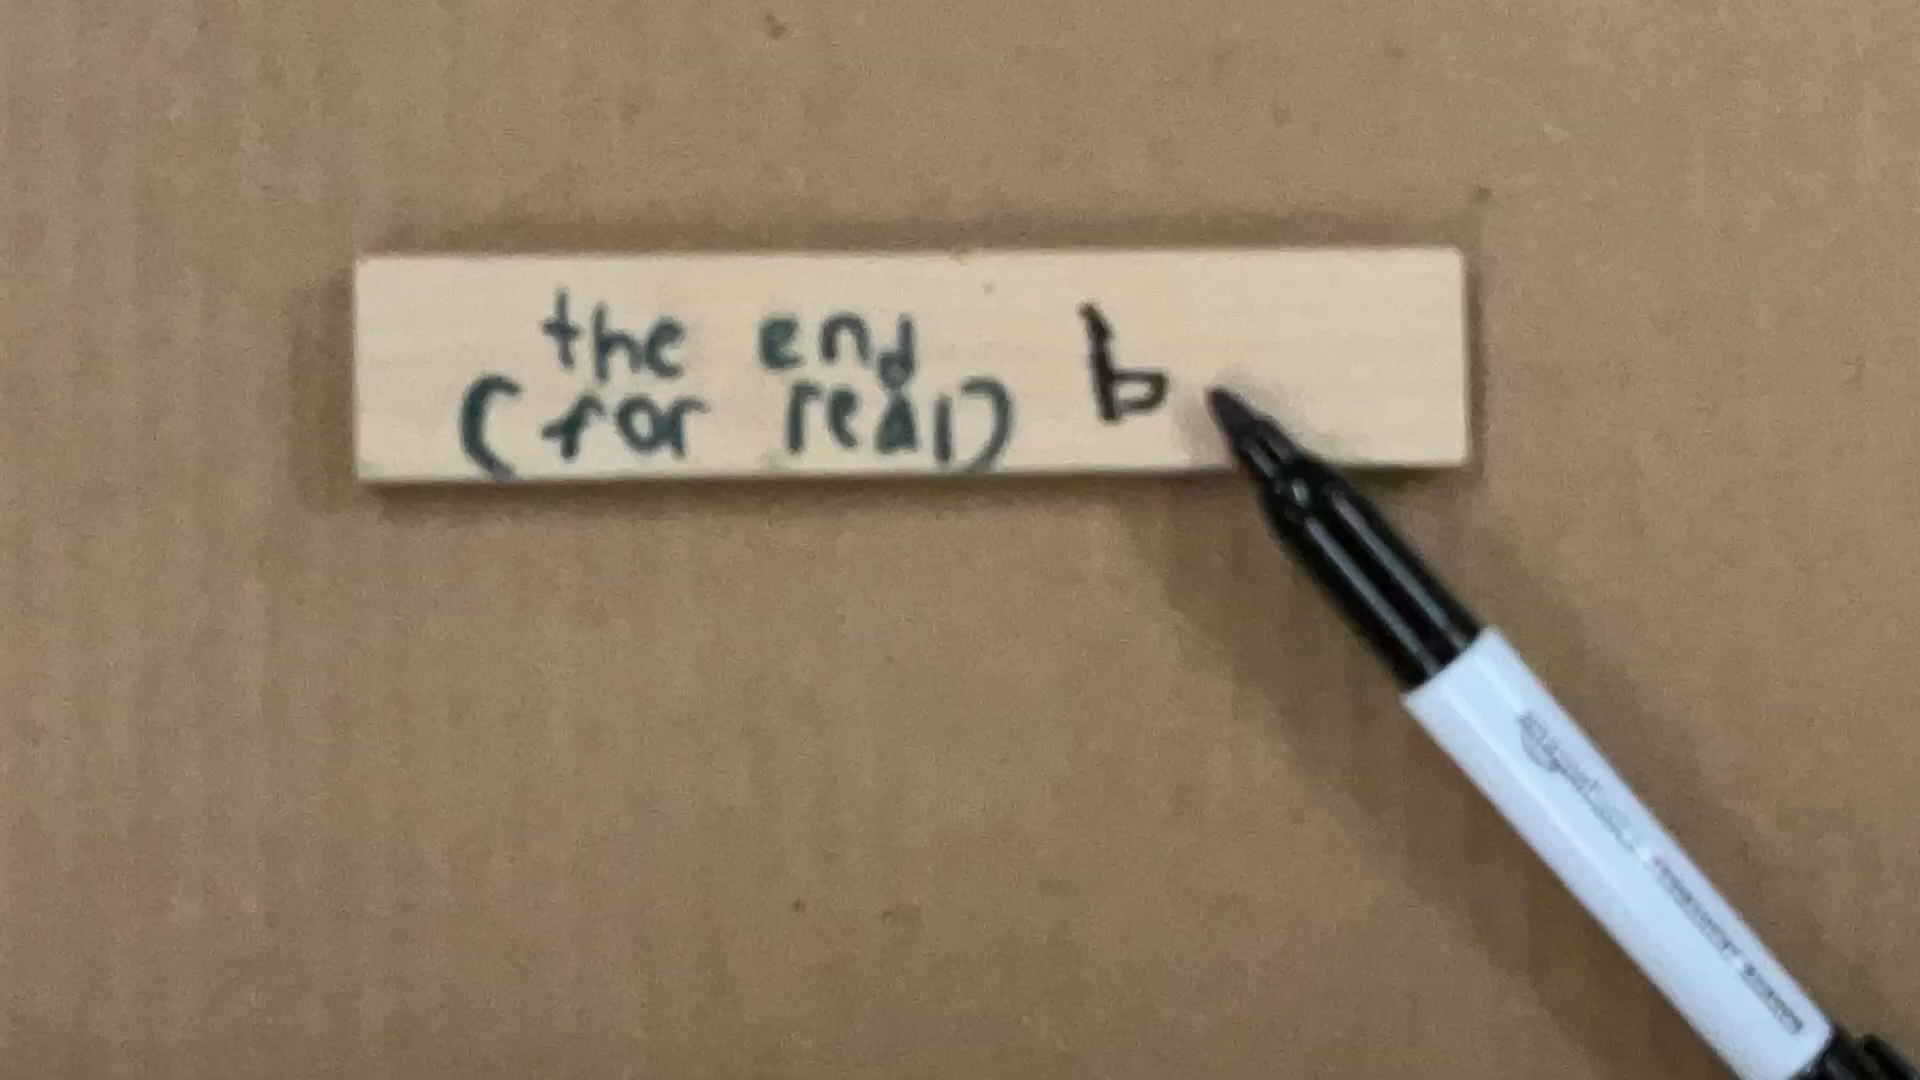 the end
(for real)
b